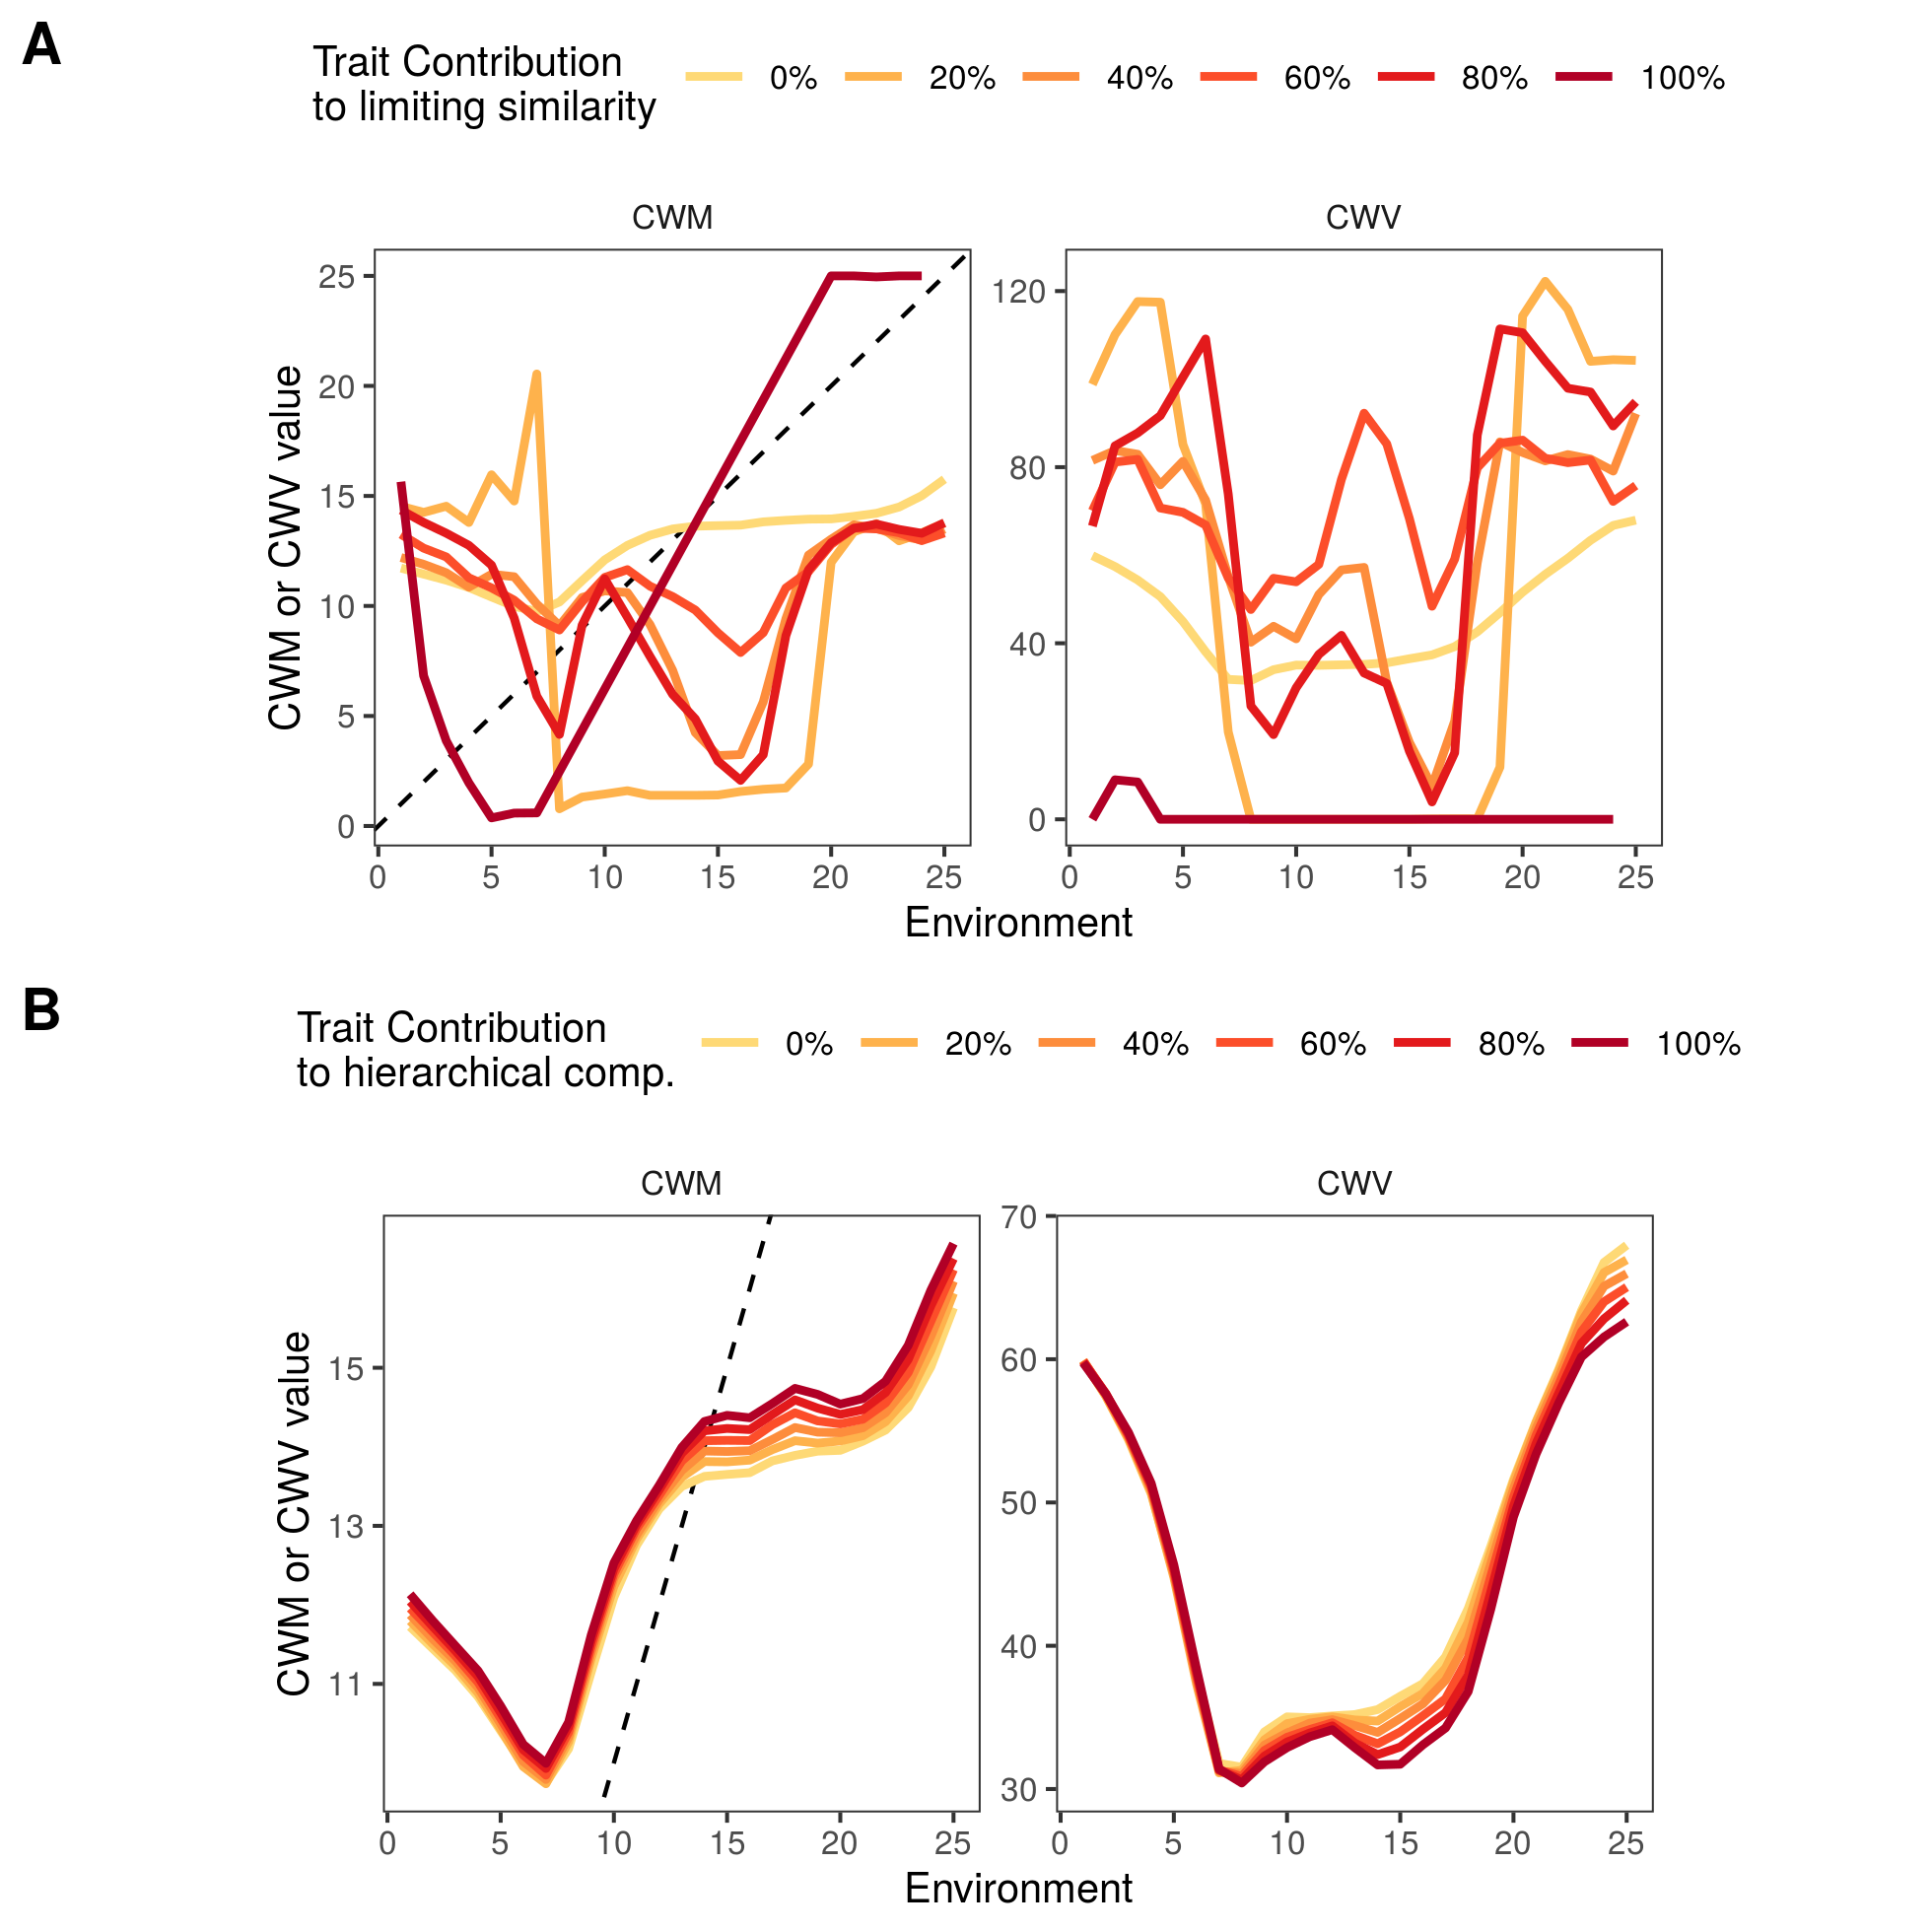 A
Trait Contribution
to limiting similarity
0% 20% 40% 60% 80% 100%
CWM CWV
CWM or CWV value
25
20
15
10
5
0
0 5 10 15 20 25
120
80
40
0
0 5 10 15 20 25
Environment
B
Trait Contribution
to hierarchical comp.
0% 20% 40% 60% 80% 100%
CWM CWV
CWM or CWV value
15
13
11
0 5 10 15 20 25
70
60
50
40
30
0 5 10 15 20 25
Environment